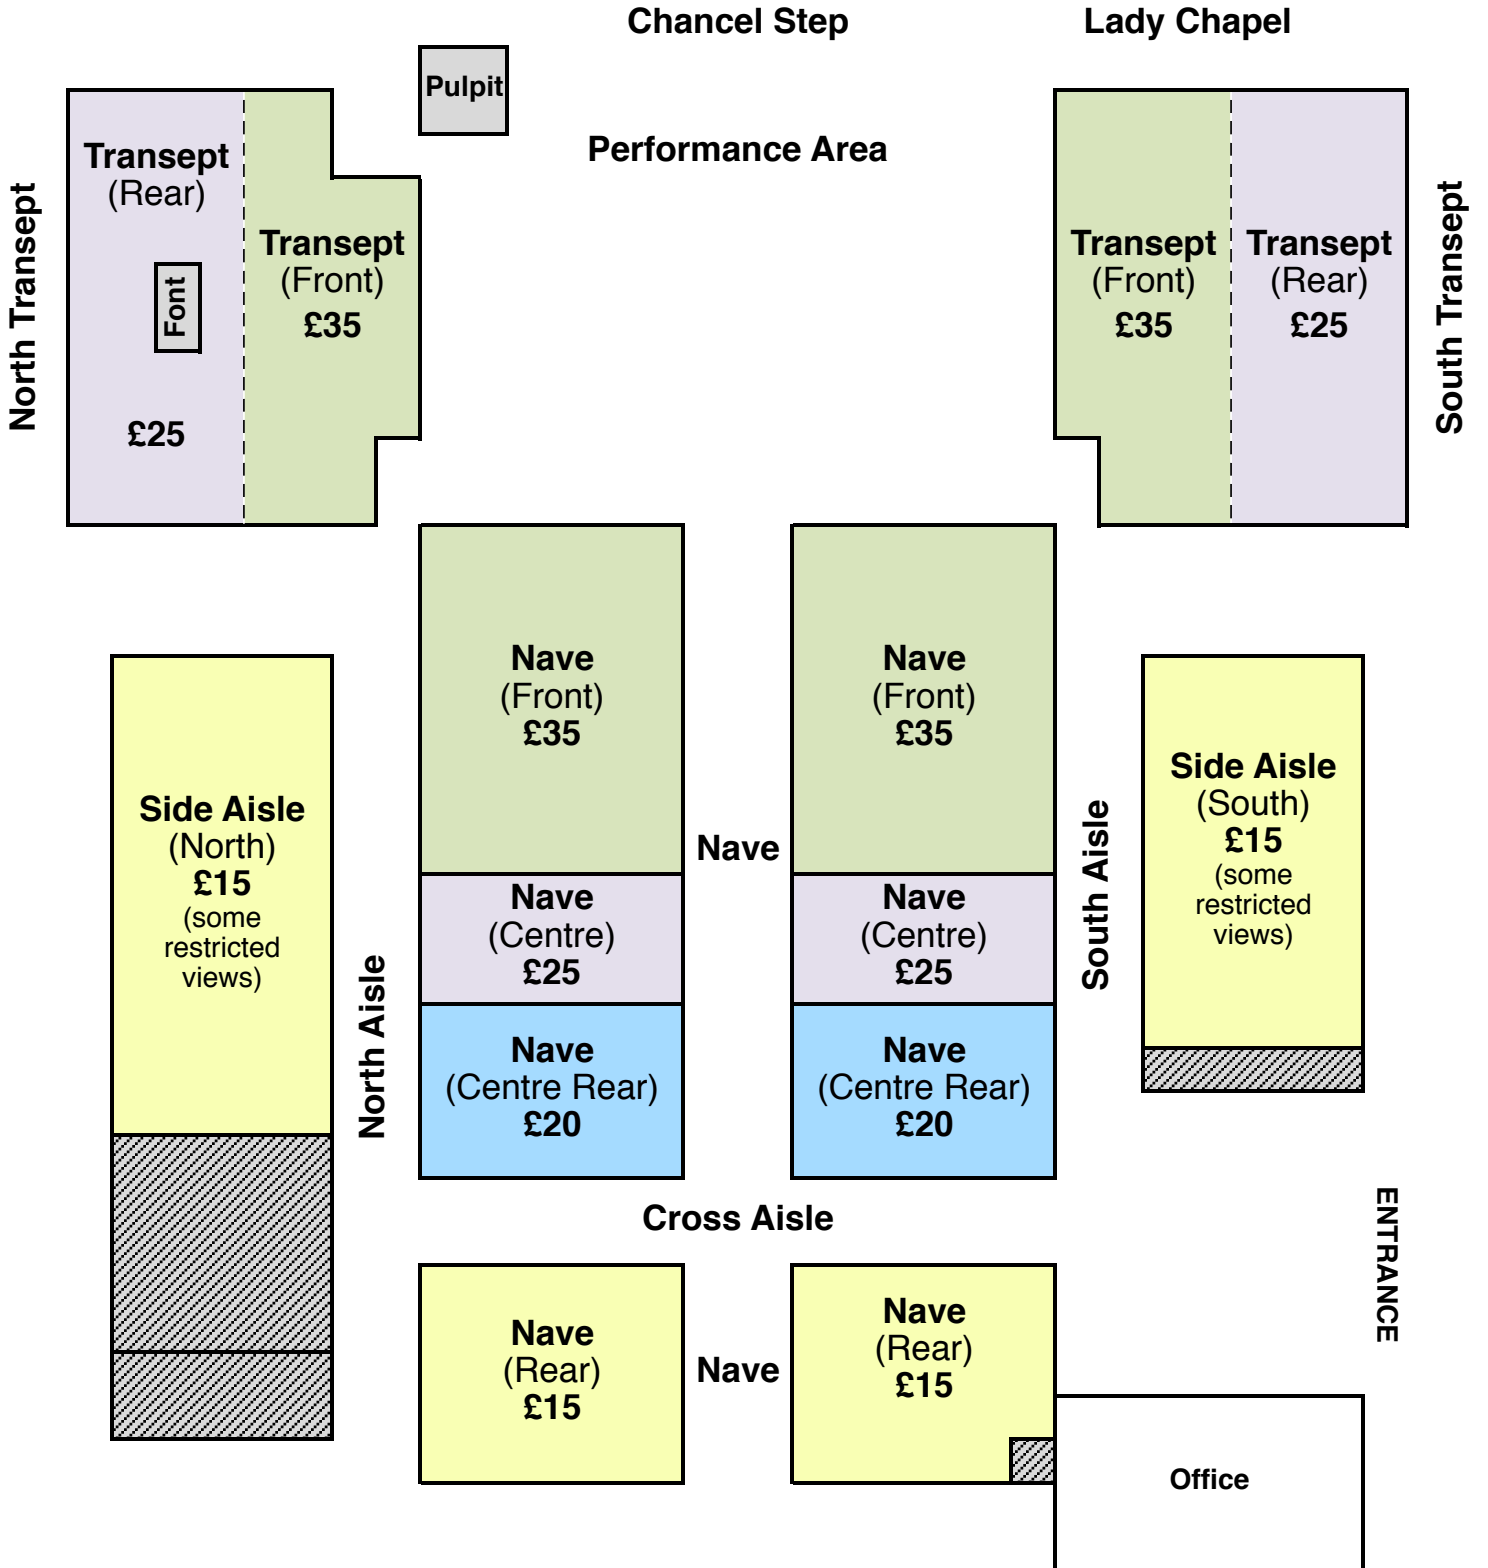 Chancel Step
Lady Chapel
Pulpit
Performance Area
North Transept
Transept
(Rear)
Font
£25
Transept
(Front)
£35
Transept
(Front)
£35
Transept
(Rear)
£25
South Transept
Side Aisle
(North)
£15
(some
restricted
views)
North Aisle
Nave
(Front)
£35
Nave
(Centre)
£25
Nave
(Centre Rear)
£20
Nave
Nave
(Front)
£35
Nave
(Centre)
£25
Nave
(Centre Rear)
£20
South Aisle
Side Aisle
(South)
£15
(some
restricted
views)
Cross Aisle
ENTRANCE
Nave
(Rear)
£15
Nave
Nave
(Rear)
£15
Office